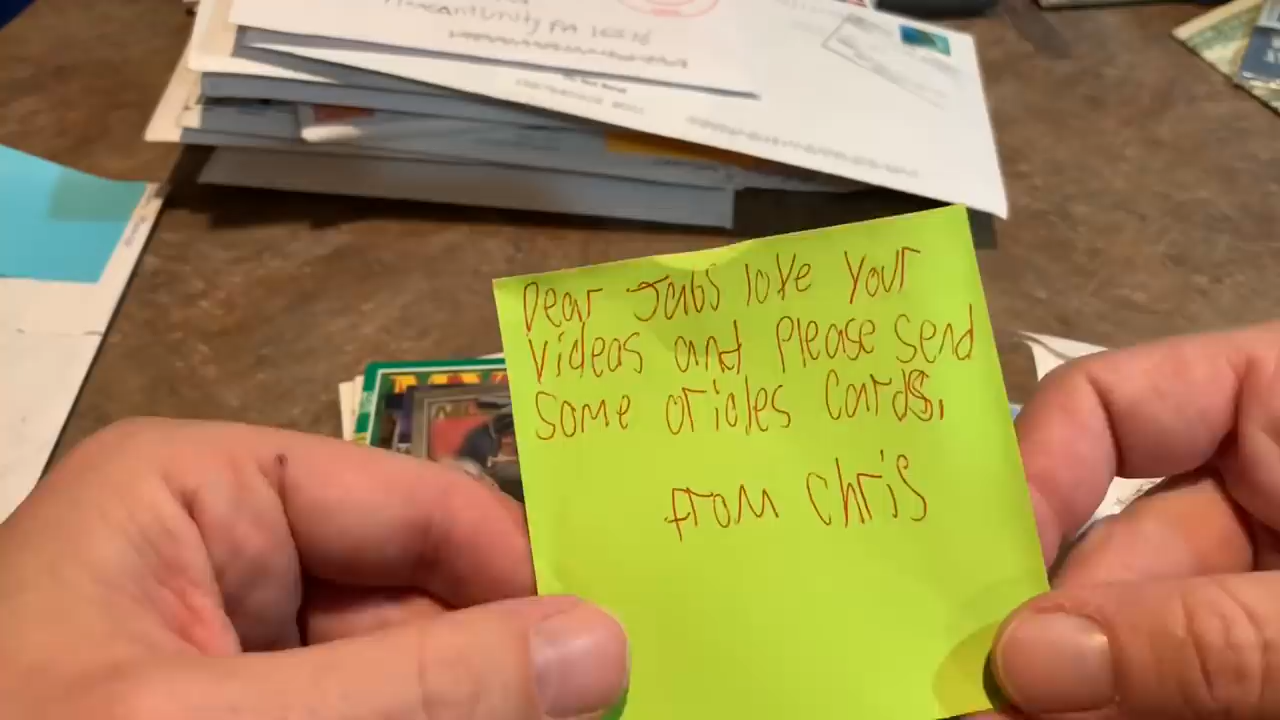 Dear Jabs love your
videos and please send
some orioles cards.
from Chris